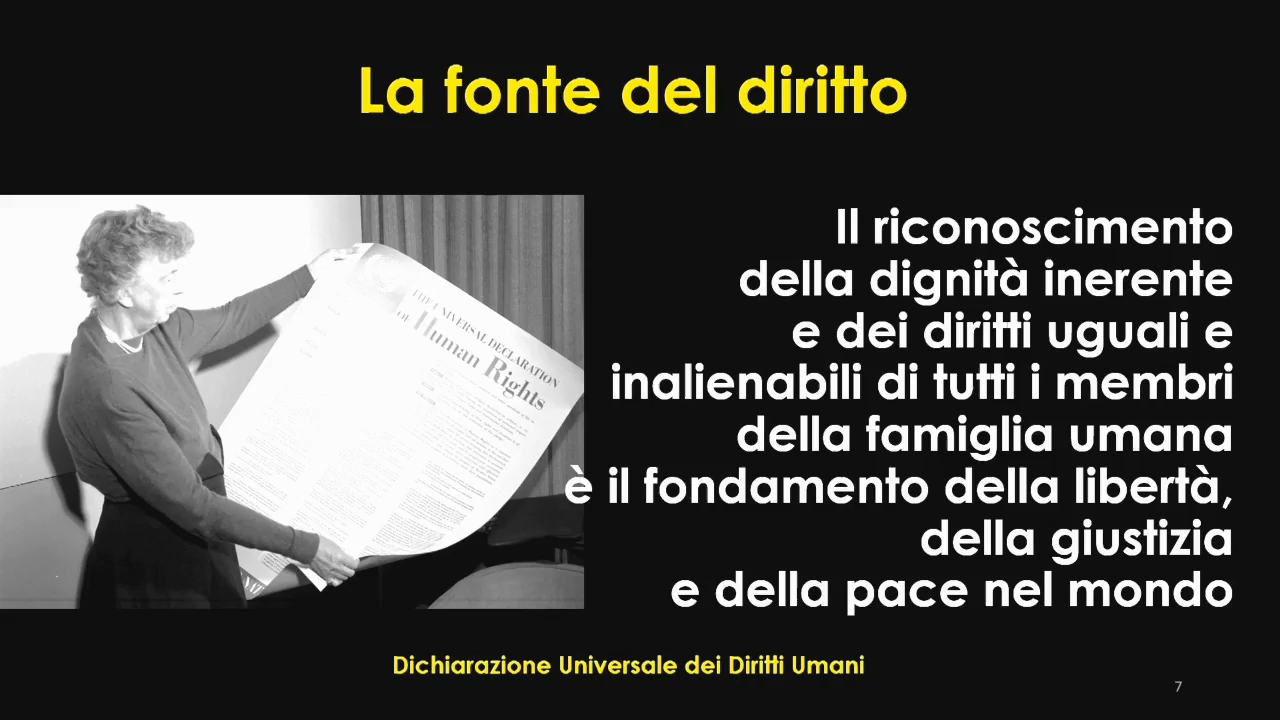 La fonte del diritto
Il riconoscimento
della dignità inerente
e dei diritti uguali e
inalienabili di tutti i membri
della famiglia umana
è il fondamento della libertà,
della giustizia
e della pace nel mondo
THE UNIVERSAL DECLARATION
OF Human Rights
Dichiarazione Universale dei Diritti Umani
7